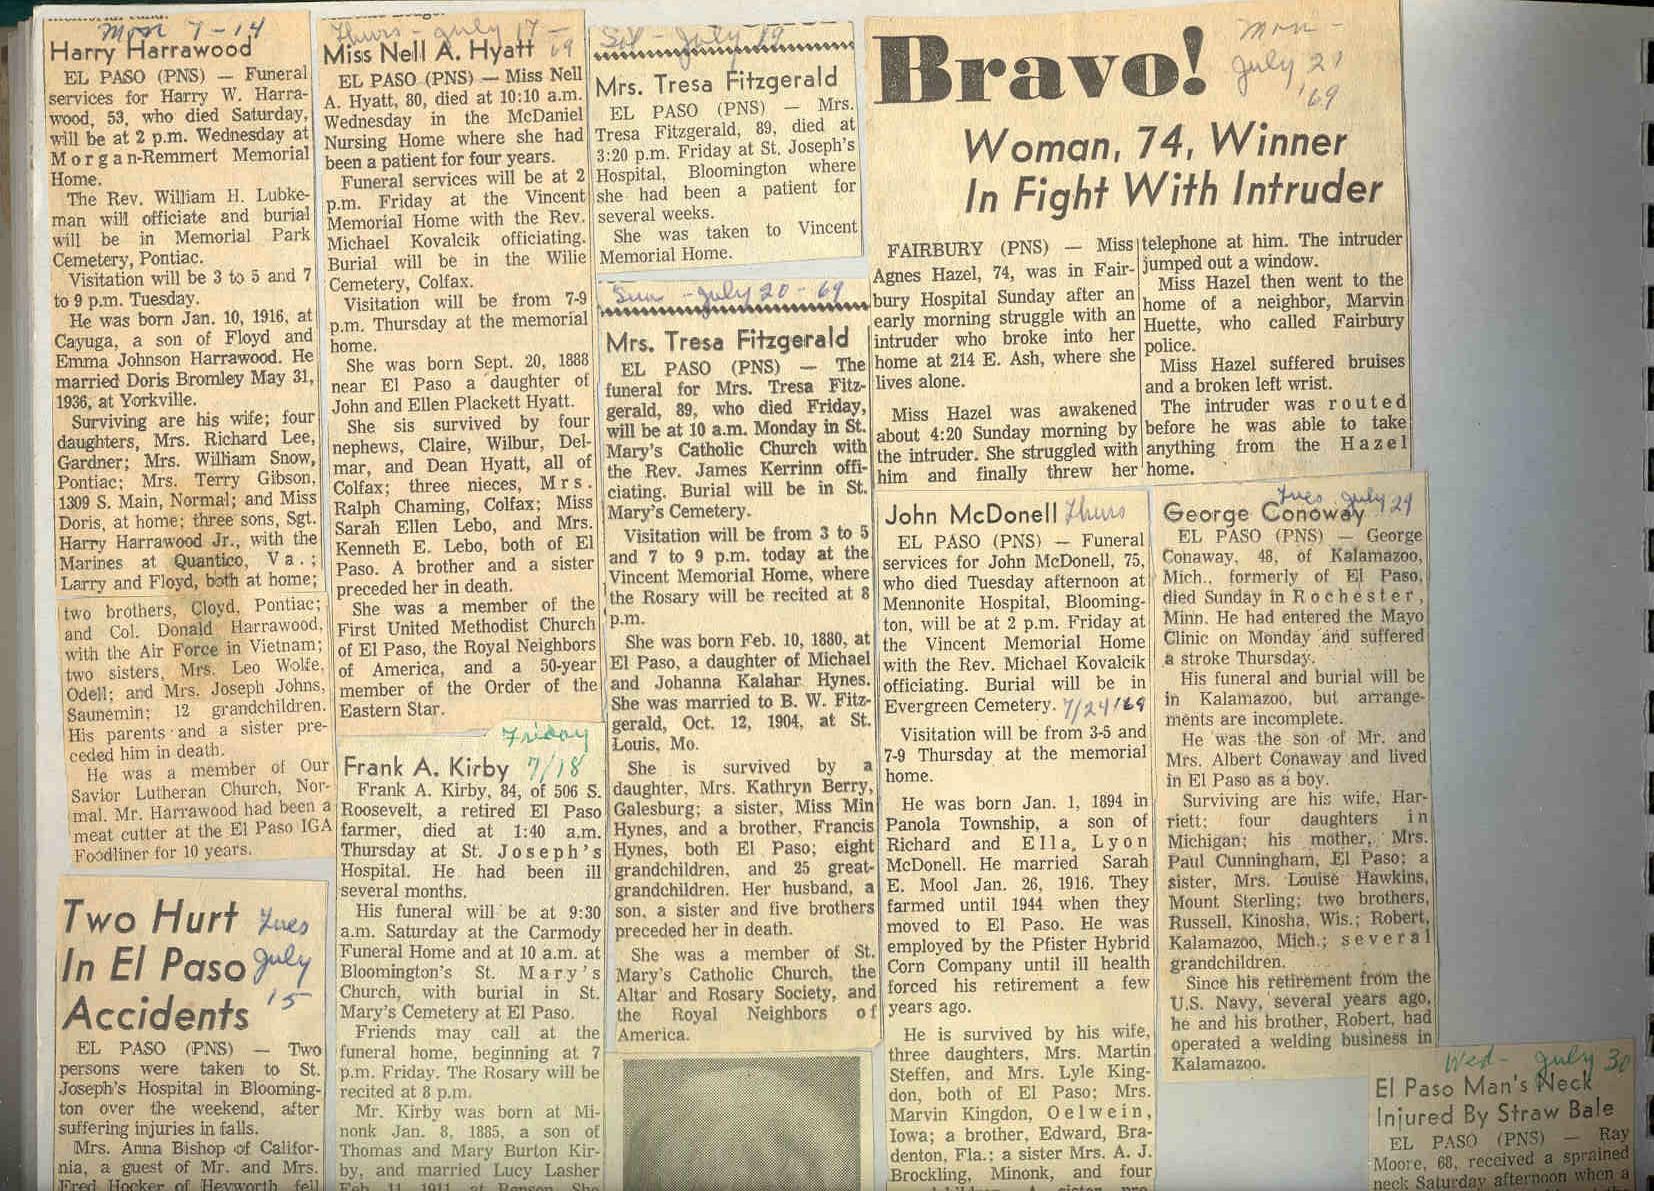 Mon 7-14
Harry Harrawood
EL PASO (PNS) — Funeral
services for Harry W. Harra-
wood, 53, who died Saturday,
will be at 2 p.m. Wednesday at
Morgan-Remmert Memorial
Home.
The Rev. William H. Lubke-
man will officiate and burial
will be in Memorial Park
Cemetery, Pontiac.
Visitation will be 3 to 5 and 7
to 9 p.m. Tuesday.
He was born Jan. 10, 1916, at
Cayuga, a son of Floyd and
Emma Johnson Harrawood. He
married Doris Bromley May 31,
1936, at Yorkville.
Surviving are his wife; four
daughters, Mrs. Richard Lee,
Gardner; Mrs. William Snow,
Pontiac; Mrs. Terry Gibson,
1309 S. Main, Normal; and Miss
Doris, at home; three sons, Sgt.
Harry Harrawood Jr., with the
Marines at Quantico, Va.;
Larry and Floyd, both at home;
two brothers, Cloyd, Pontiac;
and Col. Donald Harrawood,
with the Air Force in Vietnam;
two sisters, Mrs. Leo Wolfe,
Odell; and Mrs. Joseph Johns,
Saunemin; 12 grandchildren.
His parents and a sister pre-
ceded him in death.
He was a member of Our
Savior Lutheran Church, Nor-
mal. Mr. Harrawood had been a
meat cutter at the El Paso IGA
Foodliner for 10 years.
Two Hurt
In El Paso
Accidents
Tues
July
15
EL PASO (PNS) — Two
persons were taken to St.
Joseph's Hospital in Blooming-
ton over the weekend, after
suffering injuries in falls.
Mrs. Anna Bishop of Califor-
nia, a guest of Mr. and Mrs.
Fred Hocker of Heyworth fell
Thurs - July 17 - 69
Miss Nell A. Hyatt
EL PASO (PNS) — Miss Nell
A. Hyatt, 80, died at 10:10 a.m.
Wednesday in the McDaniel
Nursing Home where she had
been a patient for four years.
Funeral services will be at 2
p.m. Friday at the Vincent
Memorial Home with the Rev.
Michael Kovalcik officiating.
Burial will be in the Wilie
Cemetery, Colfax.
Visitation will be from 7-9
p.m. Thursday at the memorial
home.
She was born Sept. 20, 1888
near El Paso a daughter of
John and Ellen Plackett Hyatt.
She sis survived by four
nephews, Claire, Wilbur, Del-
mar, and Dean Hyatt, all of
Colfax; three nieces, Mrs.
Ralph Chaming, Colfax; Miss
Sarah Ellen Lebo, and Mrs.
Kenneth E. Lebo, both of El
Paso. A brother and a sister
preceded her in death.
She was a member of the
First United Methodist Church
of El Paso, the Royal Neighbors
of America, and a 50-year
member of the Order of the
Eastern Star.
Friday
7/18
Frank A. Kirby
Frank A. Kirby, 84, of 506 S.
Roosevelt, a retired El Paso
farmer, died at 1:40 a.m.
Thursday at St. Joseph's
Hospital. He had been ill
several months.
His funeral will be at 9:30
a.m. Saturday at the Carmody
Funeral Home and at 10 a.m. at
Bloomington's St. Mary's
Church, with burial in St.
Mary's Cemetery at El Paso.
Friends may call at the
funeral home, beginning at 7
p.m. Friday. The Rosary will be
recited at 8 p.m.
Mr. Kirby was born at Mi-
nonk Jan. 8, 1885, a son of
Thomas and Mary Burton Kir-
by, and married Lucy Lasher
Feb. 11, 1911, at Ransom. She
Sat - July 19
Mrs. Tresa Fitzgerald
EL PASO (PNS) — Mrs.
Tresa Fitzgerald, 89, died at
3:20 p.m. Friday at St. Joseph's
Hospital, Bloomington where
she had been a patient for
several weeks.
She was taken to Vincent
Memorial Home.
Sun - July 20 - 69
Mrs. Tresa Fitzgerald
EL PASO (PNS) — The
funeral for Mrs. Tresa Fitz-
gerald, 89, who died Friday,
will be at 10 a.m. Monday in St.
Mary's Catholic Church with
the Rev. James Kerrinn offi-
ciating. Burial will be in St.
Mary's Cemetery.
Visitation will be from 3 to 5
and 7 to 9 p.m. today at the
Vincent Memorial Home, where
the Rosary will be recited at 8
p.m.
She was born Feb. 10, 1880, at
El Paso, a daughter of Michael
and Johanna Kalahar Hynes.
She was married to B. W. Fitz-
gerald, Oct. 12, 1904, at St.
Louis, Mo.
She is survived by a
daughter, Mrs. Kathryn Berry,
Galesburg; a sister, Miss Min
Hynes, and a brother, Francis
Hynes, both El Paso; eight
grandchildren, and 25 great-
grandchildren. Her husband, a
son, a sister and five brothers
preceded her in death.
She was a member of St.
Mary's Catholic Church, the
Altar and Rosary Society, and
the Royal Neighbors of
America.
Bravo!
Mon -
July 21
'69
Woman, 74, Winner
In Fight With Intruder
FAIRBURY (PNS) — Miss
Agnes Hazel, 74, was in Fair-
bury Hospital Sunday after an
early morning struggle with an
intruder who broke into her
home at 214 E. Ash, where she
lives alone.
Miss Hazel was awakened
about 4:20 Sunday morning by
the intruder. She struggled with
him and finally threw her
telephone at him. The intruder
jumped out a window.
Miss Hazel then went to the
home of a neighbor, Marvin
Huette, who called Fairbury
police.
Miss Hazel suffered bruises
and a broken left wrist.
The intruder was routed
before he was able to take
anything from the Hazel
home.
John McDonell Thurs
EL PASO (PNS) — Funeral
services for John McDonell, 75,
who died Tuesday afternoon at
Mennonite Hospital, Blooming-
ton, will be at 2 p.m. Friday at
the Vincent Memorial Home
with the Rev. Michael Kovalcik
officiating. Burial will be in
Evergreen Cemetery. 7/24/69
Visitation will be from 3-5 and
7-9 Thursday at the memorial
home.
He was born Jan. 1, 1894 in
Panola Township, a son of
Richard and Ella Lyon
McDonell. He married Sarah
E. Mool Jan. 26, 1916. They
farmed until 1944 when they
moved to El Paso. He was
employed by the Pfister Hybrid
Corn Company until ill health
forced his retirement a few
years ago.
He is survived by his wife,
three daughters, Mrs. Martin
Steffen, and Mrs. Lyle King-
don, both of El Paso; Mrs.
Marvin Kingdon, Oelwein,
Iowa; a brother, Edward, Bra-
denton, Fla.; a sister Mrs. A. J.
Brockling, Minonk, and four
Tues July 29
George Conoway
EL PASO (PNS) — George
Conaway, 48, of Kalamazoo,
Mich., formerly of El Paso,
died Sunday in Rochester,
Minn. He had entered the Mayo
Clinic on Monday and suffered
a stroke Thursday.
His funeral and burial will be
in Kalamazoo, but arrange-
ments are incomplete.
He was the son of Mr. and
Mrs. Albert Conaway and lived
in El Paso as a boy.
Surviving are his wife, Har-
riett; four daughters in
Michigan; his mother, Mrs.
Paul Cunningham, El Paso; a
sister, Mrs. Louise Hawkins,
Mount Sterling; two brothers,
Russell, Kinosha, Wis.; Robert,
Kalamazoo, Mich.; several
grandchildren.
Since his retirement from the
U.S. Navy, several years ago,
he and his brother, Robert, had
operated a welding business in
Kalamazoo.
Wed - July 30
El Paso Man's Neck
Injured By Straw Bale
EL PASO (PNS) — Ray
Moore, 68, received a sprained
neck Saturday afternoon when a